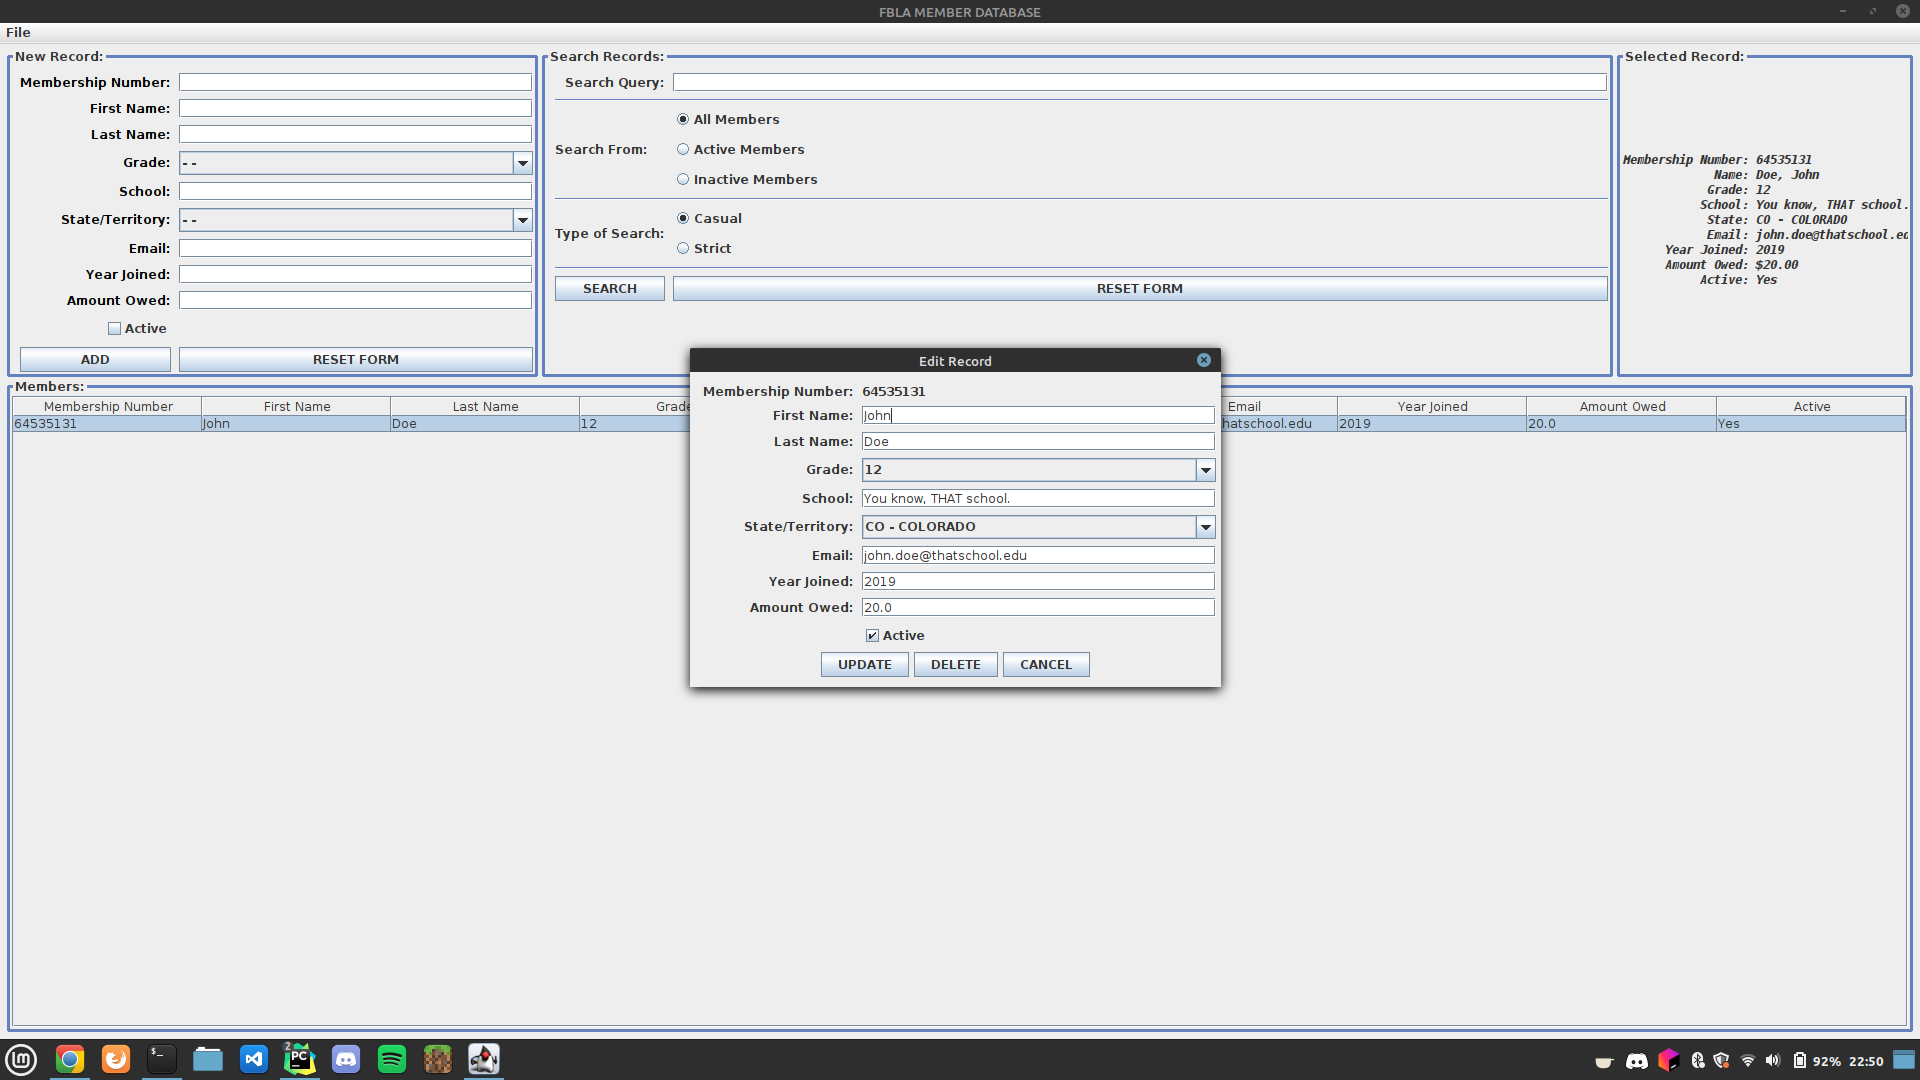 FBLA MEMBER DATABASE
File
New Record:
Membership Number:
First Name:
Last Name:
Grade: - -
School:
State/Territory: - -
Email:
Year Joined:
Amount Owed:
Active
ADD RESET FORM
Search Records:
Search Query:
Search From:
All Members
Active Members
Inactive Members
Type of Search:
Casual
Strict
SEARCH RESET FORM
Selected Record:
Membership Number: 64535131
Name: Doe, John
Grade: 12
School: You know, THAT school.
State: CO - COLORADO
Email: john.doe@thatschool.ed
Year Joined: 2019
Amount Owed: $20.00
Active: Yes
Members:
Membership Number First Name Last Name Grade Email Year Joined Amount Owed Active
64535131 John Doe 12 hatschool.edu 2019 20.0 Yes
Edit Record
Membership Number: 64535131
First Name: John
Last Name: Doe
Grade: 12
School: You know, THAT school.
State/Territory: CO - COLORADO
Email: john.doe@thatschool.edu
Year Joined: 2019
Amount Owed: 20.0
Active
UPDATE DELETE CANCEL
2 PC
92% 22:50